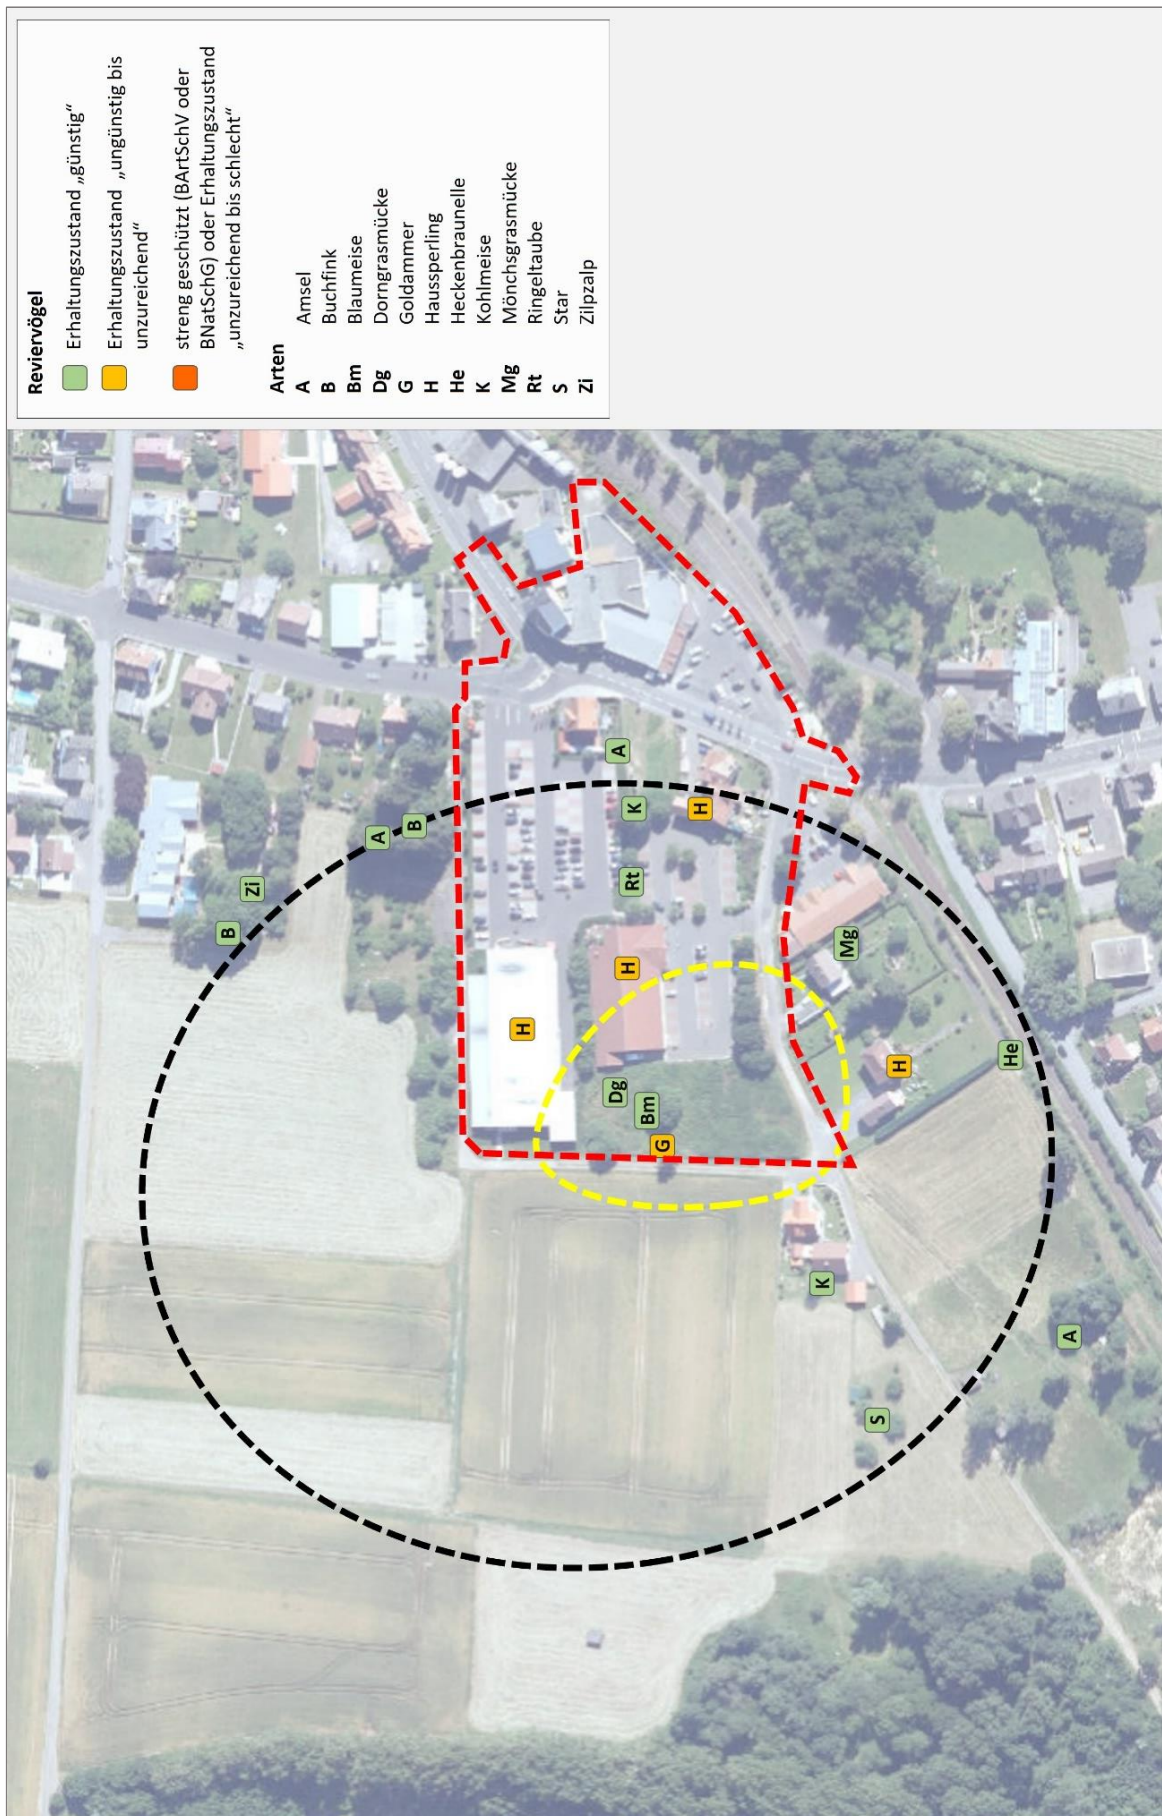 Reviervögel
Erhaltungszustand „günstig“
Erhaltungszustand „ungünstig bis
unzureichend“
streng geschützt (BArtSchV oder
BNatSchG) oder Erhaltungszustand
„unzureichend bis schlecht“
Arten
A Amsel
B Buchfink
Bm Blaumeise
Dg Dorngrasmücke
G Goldammer
H Haussperling
He Heckenbraunelle
K Kohlmeise
Mg Mönchsgrasmücke
Rt Ringeltaube
S Star
Zi Zilpzalp
B
Zi
A
B
H
Dg
A
H
Rt
K
Bm
G
H
K
Mg
S
H
He
A